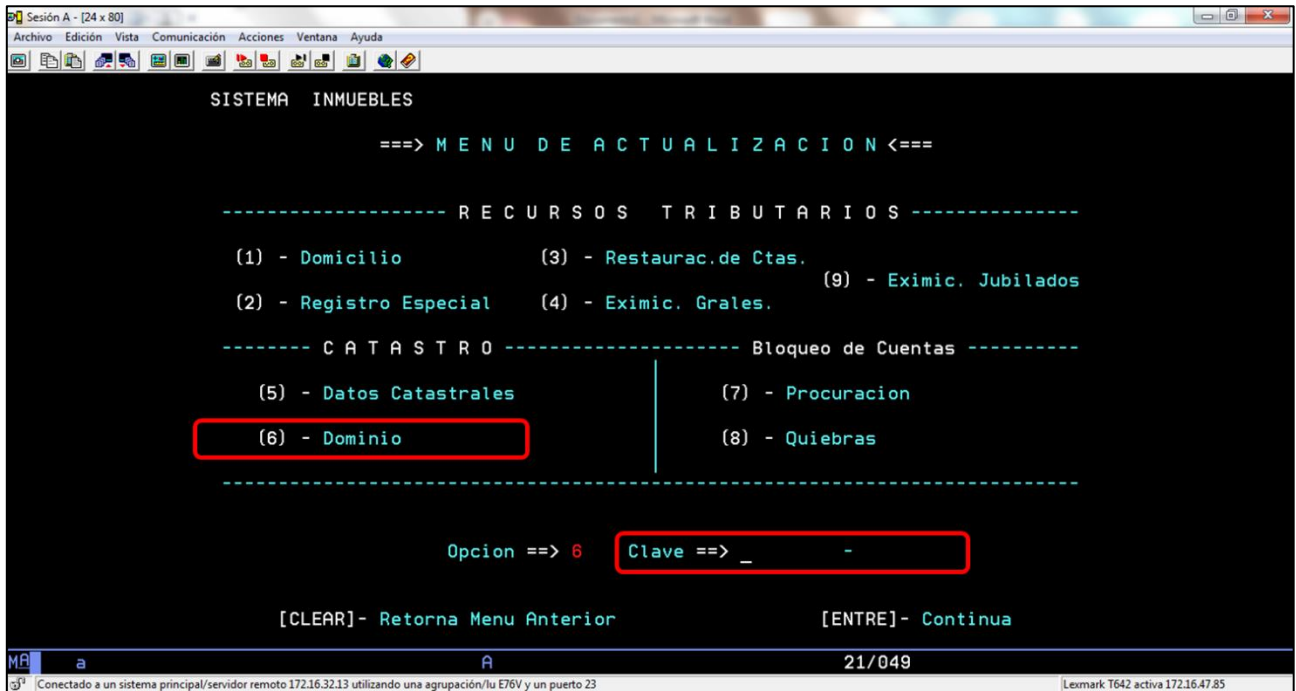 Sesión A - [24 x 80]
Archivo Edición Vista Comunicación Acciones Ventana Ayuda
SISTEMA INMUEBLES
===> M E N U D E A C T U A L I Z A C I O N <===
-------------------- R E C U R S O S T R I B U T A R I O S ---------------
(1) - Domicilio (3) - Restaurac.de Ctas.
(9) - Eximic. Jubilados
(2) - Registro Especial (4) - Eximic. Grales.
-------- C A T A S T R O --------------------- Bloqueo de Cuentas ----------
(5) - Datos Catastrales (7) - Procuracion
(6) - Dominio (8) - Quiebras
-----------------------------------------------------------------------------
Opcion ==> 6 Clave ==> _ -
[CLEAR]- Retorna Menu Anterior [ENTRE]- Continua
MA a A 21/049
Conectado a un sistema principal/servidor remoto 172.16.32.13 utilizando una agrupación/lu E76V y un puerto 23 Lexmark T642 activa 172.16.47.85